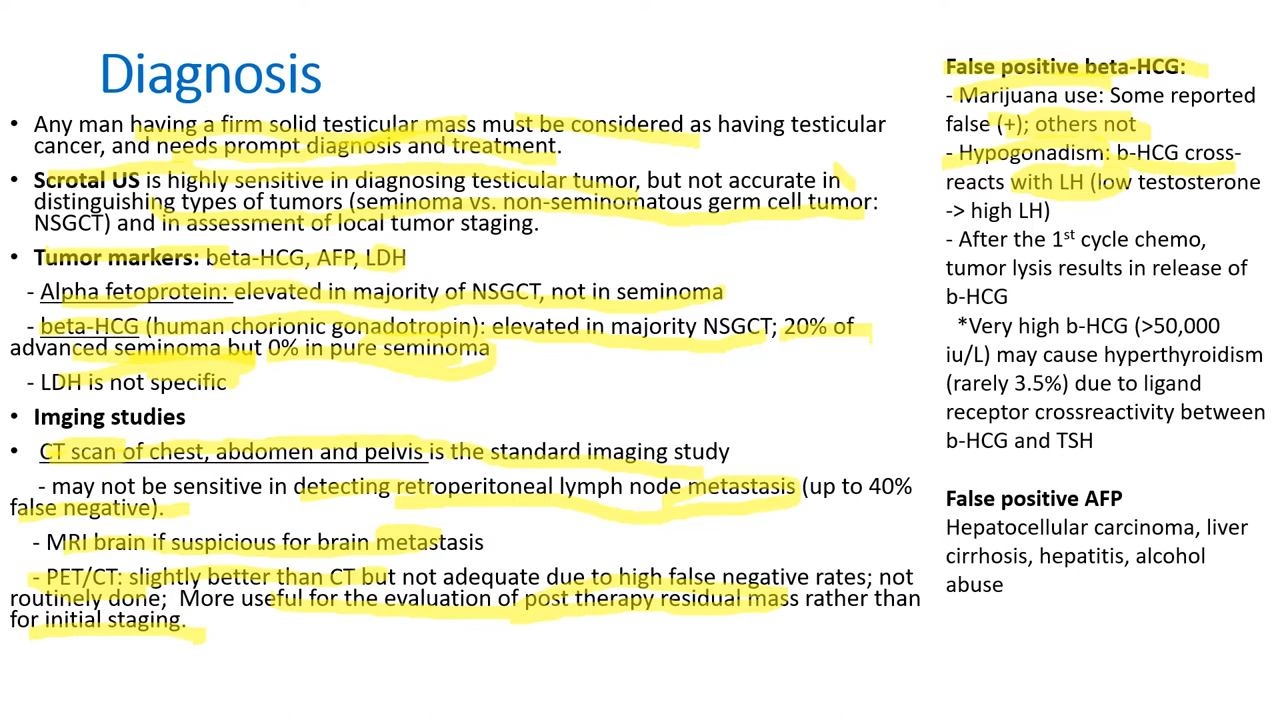 Diagnosis
• Any man having a firm solid testicular mass must be considered as having testicular
cancer, and needs prompt diagnosis and treatment.
• Scrotal US is highly sensitive in diagnosing testicular tumor, but not accurate in
distinguishing types of tumors (seminoma vs. non-seminomatous germ cell tumor:
NSGCT) and in assessment of local tumor staging.
• Tumor markers: beta-HCG, AFP, LDH
- Alpha fetoprotein: elevated in majority of NSGCT, not in seminoma
- beta-HCG (human chorionic gonadotropin): elevated in majority NSGCT; 20% of
advanced seminoma but 0% in pure seminoma
- LDH is not specific
• Imging studies
• CT scan of chest, abdomen and pelvis is the standard imaging study
- may not be sensitive in detecting retroperitoneal lymph node metastasis (up to 40%
false negative).
- MRI brain if suspicious for brain metastasis
- PET/CT: slightly better than CT but not adequate due to high false negative rates; not
routinely done; More useful for the evaluation of post therapy residual mass rather than
for initial staging.
False positive beta-HCG:
- Marijuana use: Some reported
false (+); others not
- Hypogonadism: b-HCG cross-
reacts with LH (low testosterone
-> high LH)
- After the 1st cycle chemo,
tumor lysis results in release of
b-HCG
*Very high b-HCG (>50,000
iu/L) may cause hyperthyroidism
(rarely 3.5%) due to ligand
receptor crossreactivity between
b-HCG and TSH
False positive AFP
Hepatocellular carcinoma, liver
cirrhosis, hepatitis, alcohol
abuse